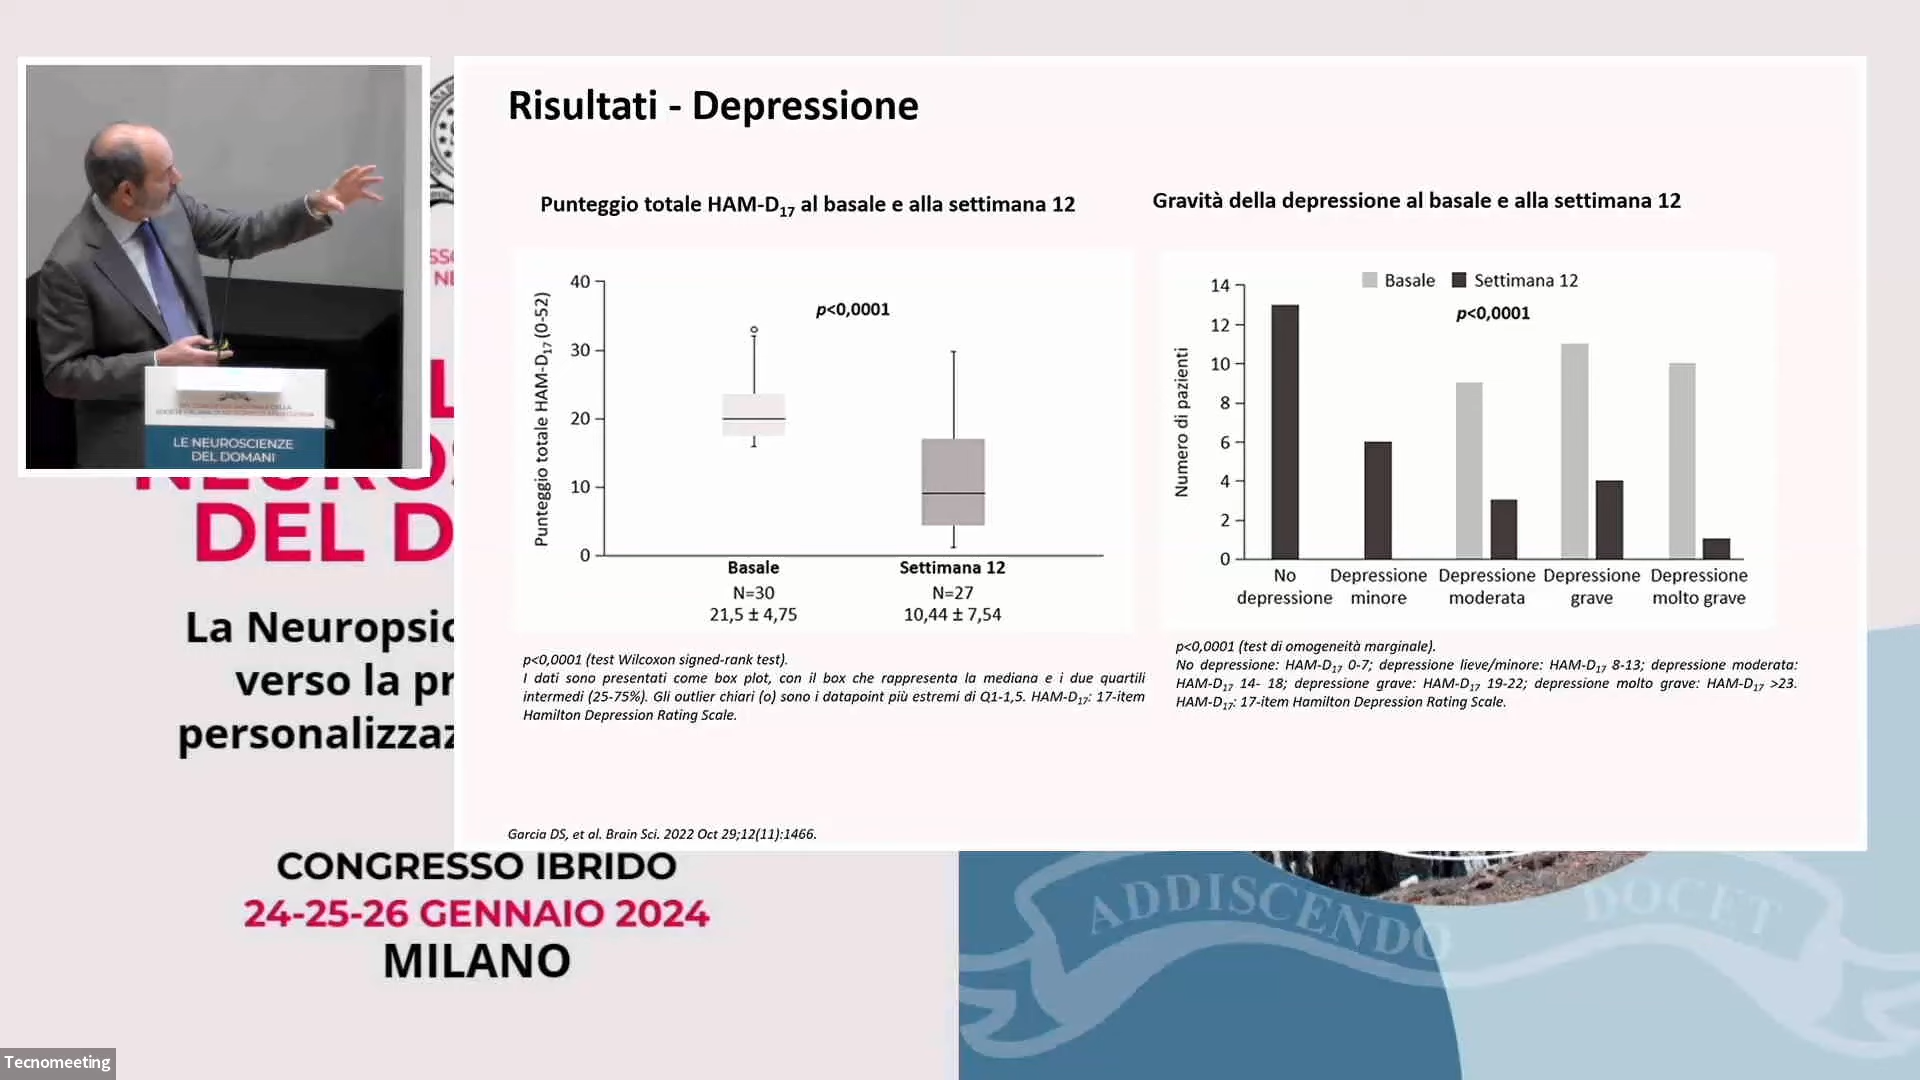 Risultati - Depressione
Punteggio totale HAM-D17 al basale e alla settimana 12
Punteggio totale HAM-D17 (0-52)
40
30
20
10
0
p<0,0001
Basale
N=30
21,5 ± 4,75
Settimana 12
N=27
10,44 ± 7,54
p<0,0001 (test Wilcoxon signed-rank test).
I dati sono presentati come box plot, con il box che rappresenta la mediana e i due quartili
intermedi (25-75%). Gli outlier chiari (o) sono i datapoint più estremi di Q1-1,5. HAM-D17: 17-item
Hamilton Depression Rating Scale.
Gravità della depressione al basale e alla settimana 12
Basale
Settimana 12
p<0,0001
Numero di pazienti
14
12
10
8
6
4
2
0
No
depressione
Depressione
minore
Depressione
moderata
Depressione
grave
Depressione
molto grave
p<0,0001 (test di omogeneità marginale).
No depressione: HAM-D17 0-7; depressione lieve/minore: HAM-D17 8-13; depressione moderata:
HAM-D17 14- 18; depressione grave: HAM-D17 19-22; depressione molto grave: HAM-D17 >23.
HAM-D17: 17-item Hamilton Depression Rating Scale.
Garcia DS, et al. Brain Sci. 2022 Oct 29;12(11):1466.
LE NEUROSCIENZE
DEL DOMANI
DEL D
La Neuropsic
verso la pr
personalizzaz
CONGRESSO IBRIDO
24-25-26 GENNAIO 2024
MILANO
ADDISCENDO
DOCET
Tecnomeeting